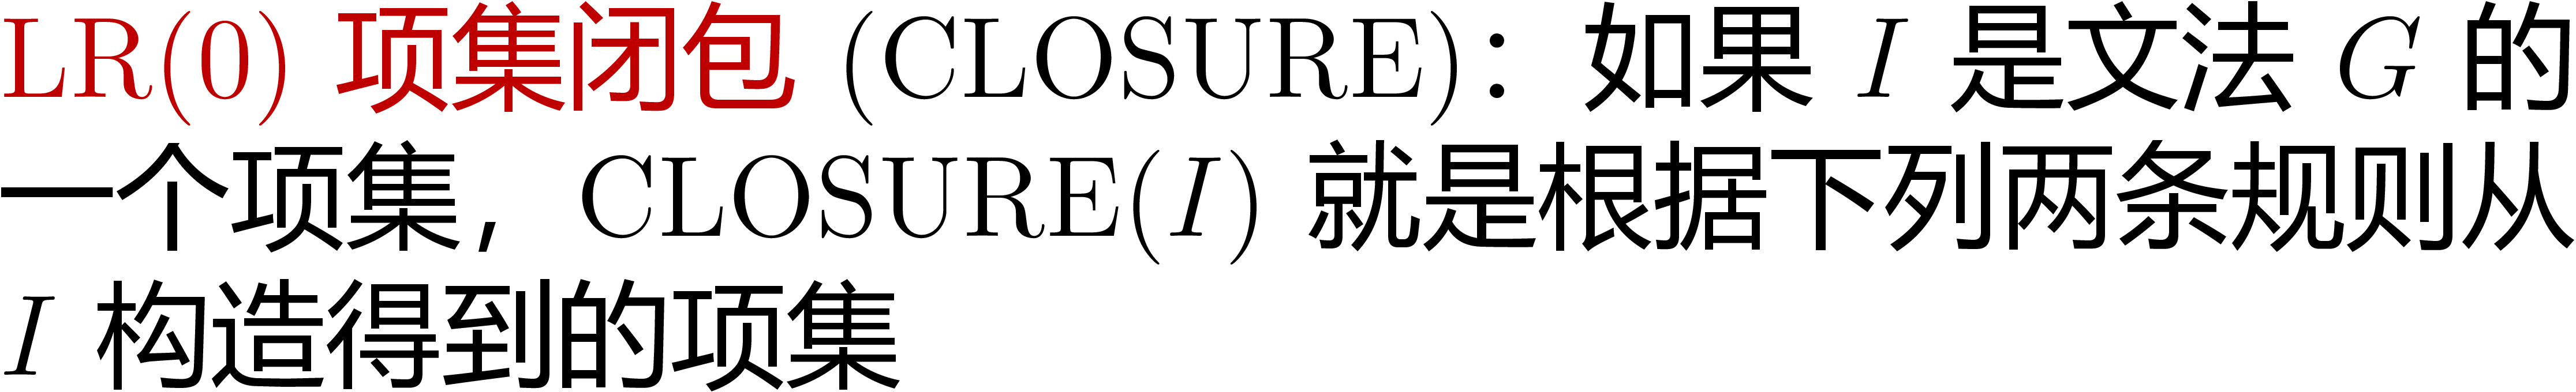 LR(0) 项集闭包 (CLOSURE)：如果 I 是文法 G 的
一个项集, CLOSURE(I) 就是根据下列两条规则从
I 构造得到的项集